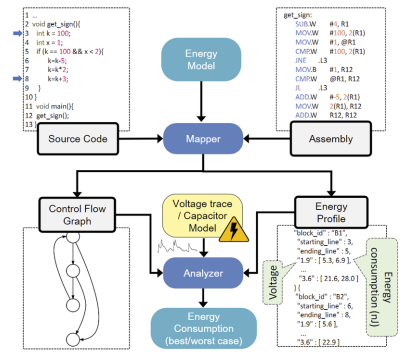 1 ...
2 void get_sign(){
3 int k = 100;
4 int x = 1;
5 if (k == 100 && x < 2){
6 k=k-5;
7 k=k*2;
8 k=k+3;
9 }
10 }
11 void main(){
12 get_sign();
13 }
Source Code
Energy
Model
Mapper
get_sign:
SUB.W #4, R1
MOV.W #100, 2(R1)
MOV.W #1, @R1
CMP.W #100, 2(R1)
JNE .L3
MOV.B #1, R12
CMP.W @R1, R12
JL .L3
ADD.W #-5, 2(R1)
MOV.W 2(R1), R12
ADD.W R12, R12
Assembly
Control Flow
Graph
Voltage trace
/ Capacitor
Model
Energy
Profile
Analyzer
Energy
Consumption
(best/worst case)
"block_id" : "B1",
"starting_line" : 3,
"ending_line" : 5,
"1.9" : [ 5.3, 6.9 ],
...
"3.6" : [ 21.6, 28.0 ]
} {
"block_id" : "B2",
"starting_line" : 6,
"ending_line" : 8,
"1.9" : [ 5.6 ],
...
"3.6" : [ 22.9 ]
Voltage
Energy
consumption (nJ)